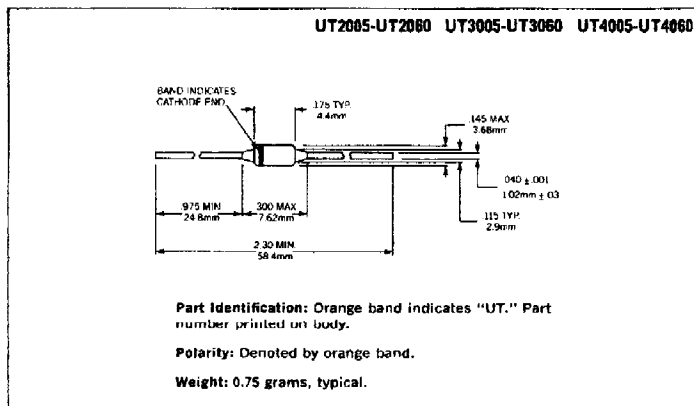 UT2005-UT2060 UT3005-UT3060 UT4005-UT4060
BAND INDICATES
CATHODE END
.175 TYP.
4.4mm
.145 MAX
3.68mm
.040 ± .001
1.02mm ± .03
.975 MIN
24.8mm
.300 MAX
7.62mm
.115 TYP.
2.9mm
2.30 MIN.
58.4mm
Part Identification: Orange band indicates "UT." Part
number printed on body.
Polarity: Denoted by orange band.
Weight: 0.75 grams, typical.